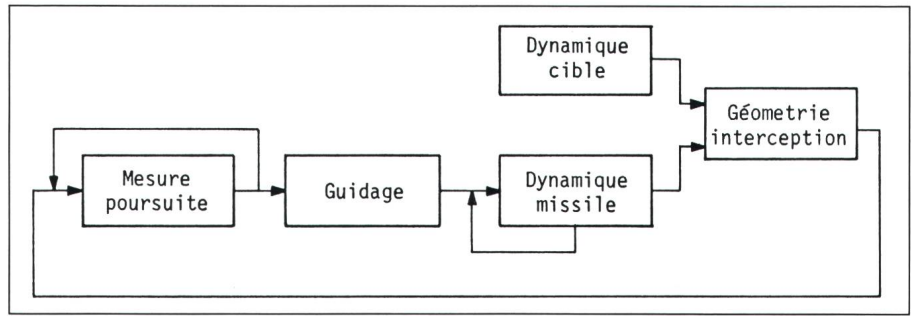 Dynamique
cible
Géometrie
interception
Mesure
poursuite
Guidage
Dynamique
missile